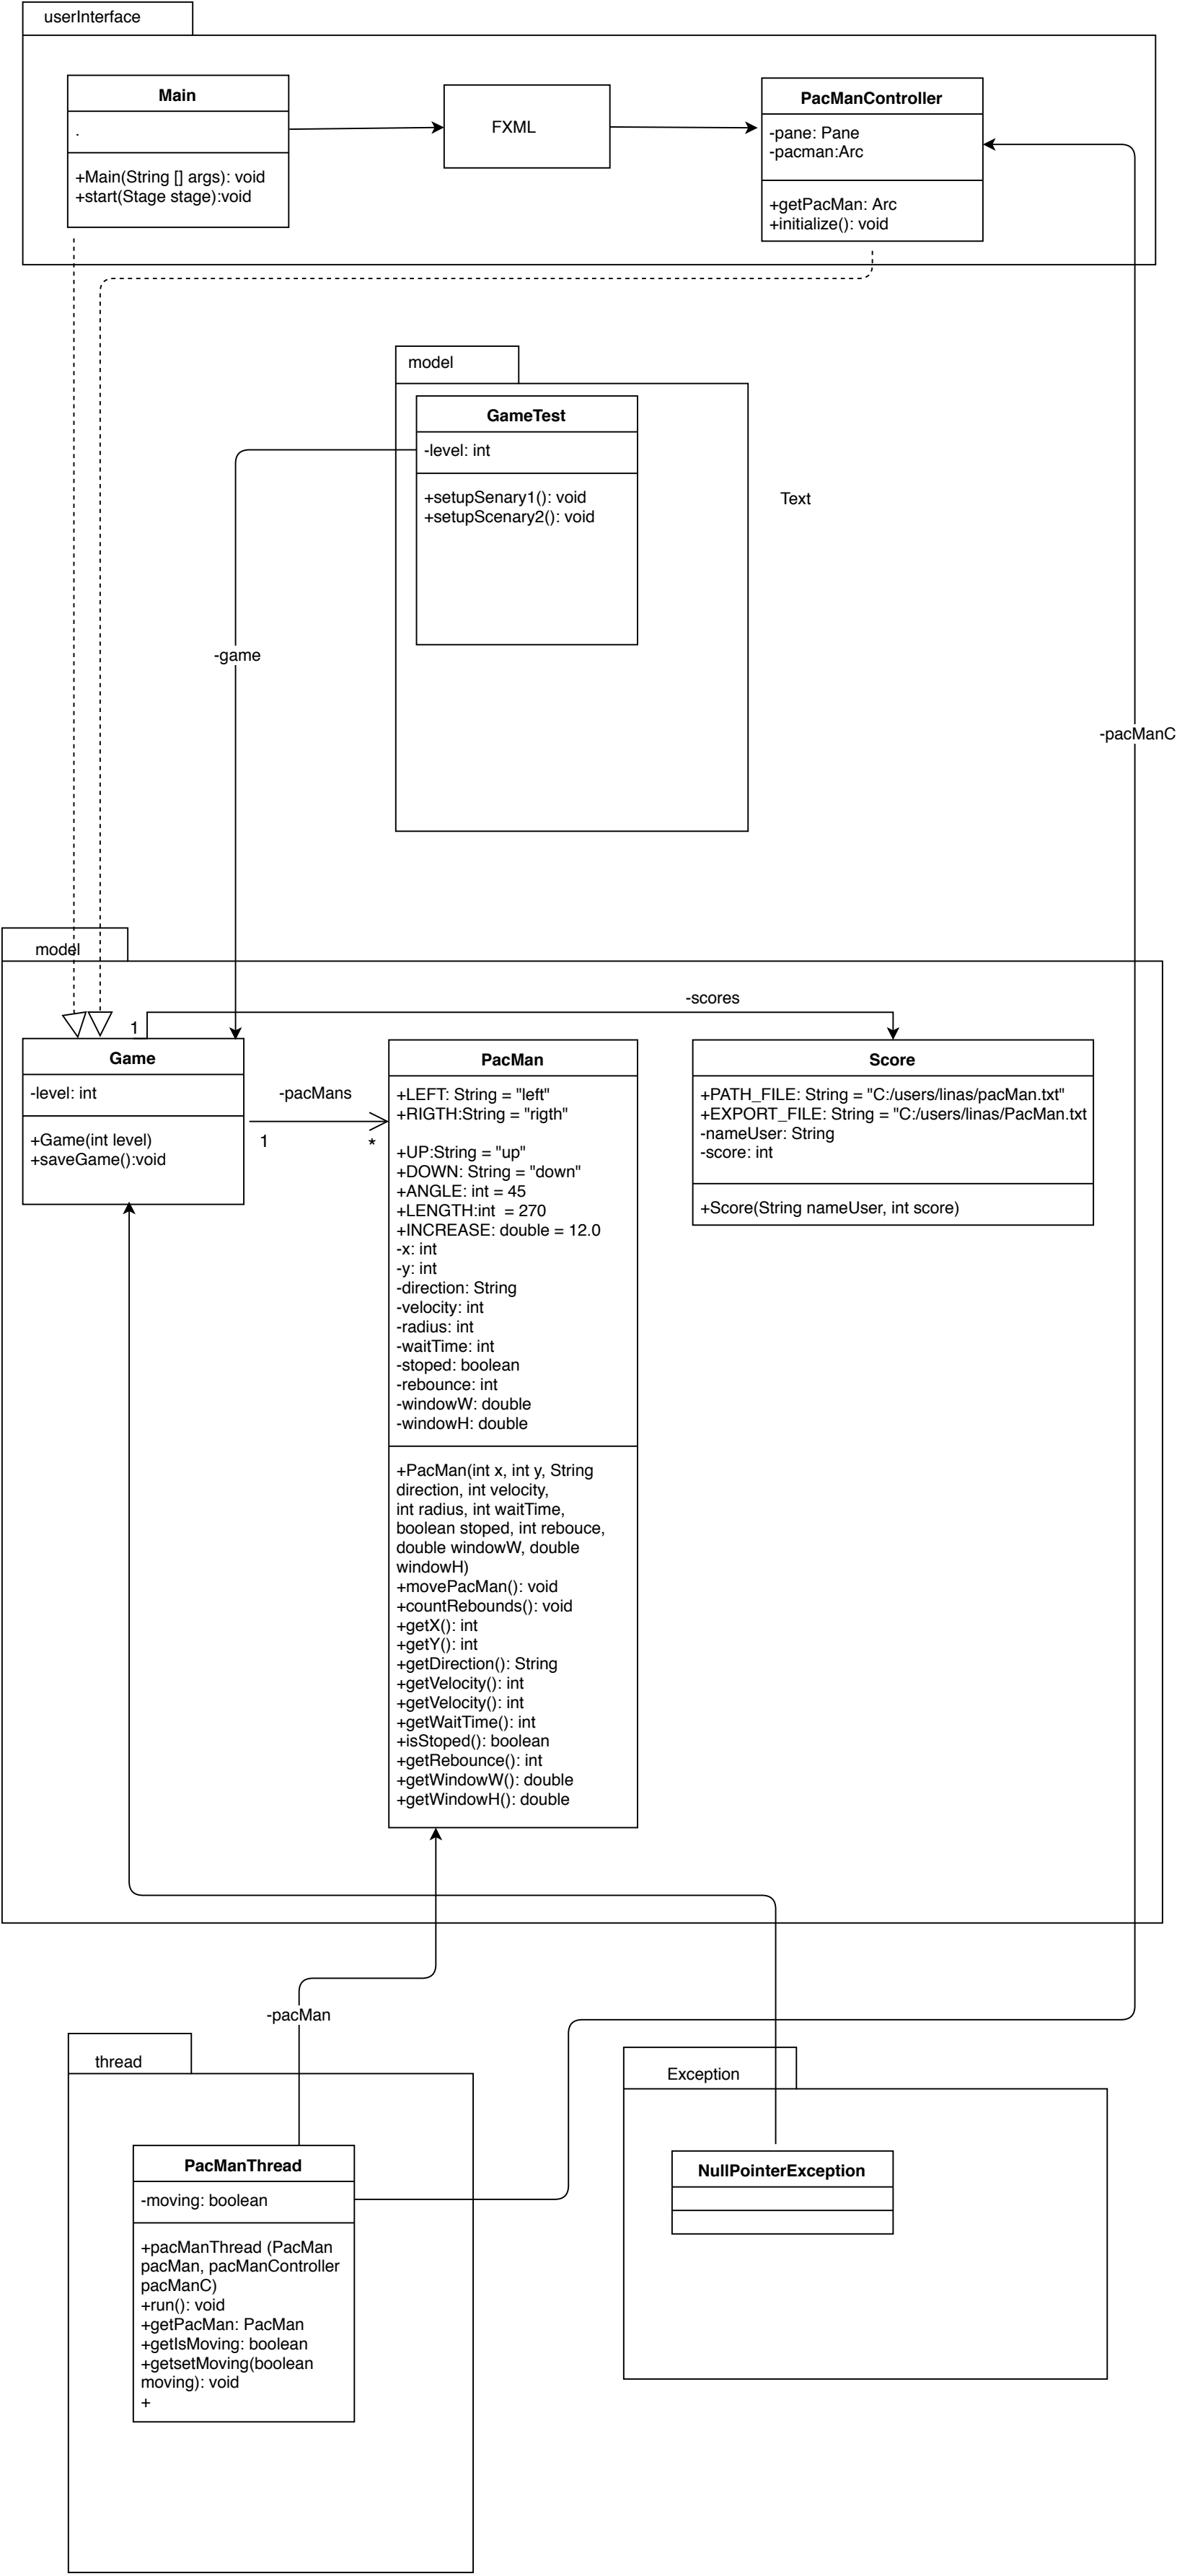 userInterface
Main
.
+Main(String [] args): void
+start(Stage stage):void
FXML
PacManController
-pane: Pane
-pacman:Arc
+getPacMan: Arc
+initialize(): void
model
GameTest
-level: int
+setupSenary1(): void
+setupScenary2(): void
Text
-game
-pacManC
model
-scores
1
Game
-level: int
+Game(int level)
+saveGame():void
-pacMans
1
*
PacMan
+LEFT: String = "left"
+RIGTH:String = "rigth"
+UP:String = "up"
+DOWN: String = "down"
+ANGLE: int = 45
+LENGTH:int  = 270
+INCREASE: double = 12.0
-x: int
-y: int
-direction: String
-velocity: int
-radius: int
-waitTime: int
-stoped: boolean
-rebounce: int
-windowW: double
-windowH: double
+PacMan(int x, int y, String
direction, int velocity,
int radius, int waitTime,
boolean stoped, int rebouce,
double windowW, double
windowH)
+movePacMan(): void
+countRebounds(): void
+getX(): int
+getY(): int
+getDirection(): String
+getVelocity(): int
+getVelocity(): int
+getWaitTime(): int
+isStoped(): boolean
+getRebounce(): int
+getWindowW(): double
+getWindowH(): double
Score
+PATH_FILE: String = "C:/users/linas/pacMan.txt"
+EXPORT_FILE: String = "C:/users/linas/PacMan.txt
-nameUser: String
-score: int
+Score(String nameUser, int score)
-pacMan
thread
PacManThread
-moving: boolean
+pacManThread (PacMan
pacMan, pacManController
pacManC)
+run(): void
+getPacMan: PacMan
+getIsMoving: boolean
+getsetMoving(boolean
moving): void
+
Exception
NullPointerException